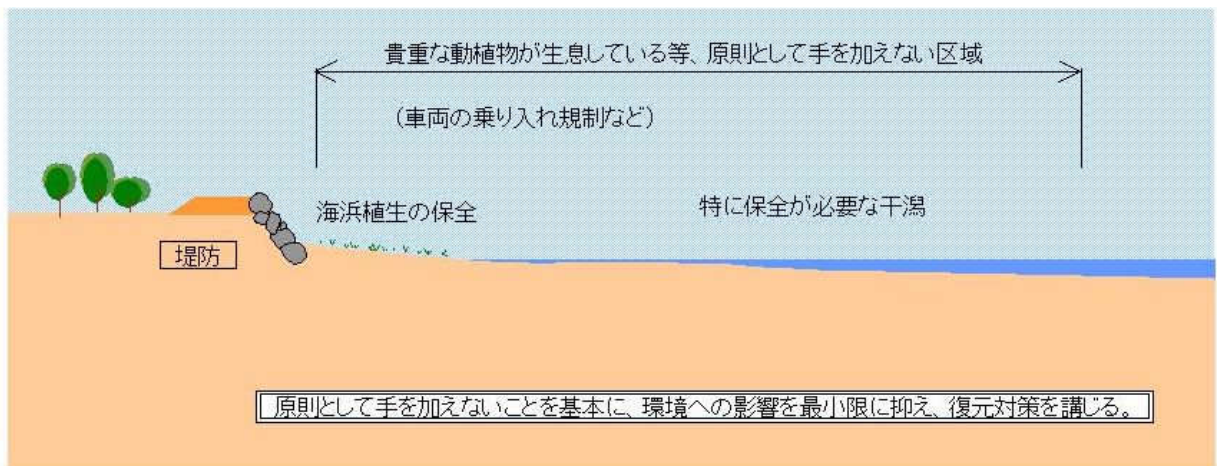 貴重な動植物が生息している等、原則として手を加えない区域
（車両の乗り入れ規制など）
海浜植生の保全
特に保全が必要な干潟
堤防
原則として手を加えないことを基本に、環境への影響を最小限に抑え、復元対策を講じる。